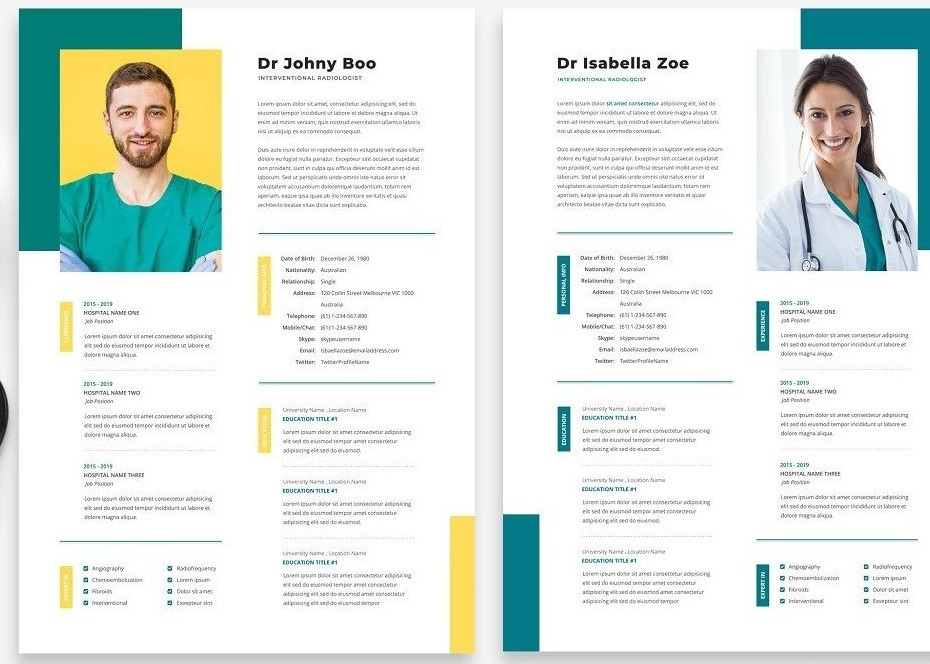 Dr Johny Boo
INTERVENTIONAL RADIOLOGIST
Lorem ipsum dolor sit amet, consectetur adipisicing elit, sed do
eiusmod tempor incididunt ut labore et dolore magna aliqua. Ut
enim ad minim veniam, quis nostrud exercitation ullamco laboris
nisi ut aliquip ex ea commodo consequat.
Duis aute irure dolor in reprehenderit in voluptate velit esse cillum
dolore eu fugiat nulla pariatur. Excepteur sint occaecat cupidatat
non proident, sunt in culpa qui officia deserunt mollit anim id est
laborum. Sed ut perspiciatis unde omnis iste natus error sit
voluptatem accusantium doloremque laudantium, totam rem
aperiam, eaque ipsa quae ab illo inventore veritatis et quasi
architecto beatae vitae dicta sunt explicabo.
PERSONAL INFO
Date of Birth: December 26, 1980
Nationality: Australian
Relationship: Single
Address: 120 Collin Street Melbourne VIC 1000
Australia
Telephone: (61) 1-234-567-890
Mobile/Chat: (61) 1-234-567-890
Skype: skypeusername
Email: isbaellazoe@emailaddress.com
Twitter: TwitterProfileName
EXPERIENCE
2015 - 2019
HOSPITAL NAME ONE
Job Position
Lorem ipsum dolor sit amet consectetur adipisicing
elit sed do eiusmod tempor incididunt ut labore et
dolore magna aliqua.
2015 - 2019
HOSPITAL NAME TWO
Job Position
Lorem ipsum dolor sit amet consectetur adipisicing
elit sed do eiusmod tempor incididunt ut labore et
dolore magna aliqua.
2015 - 2019
HOSPITAL NAME THREE
Job Position
Lorem ipsum dolor sit amet consectetur adipisicing
elit sed do eiusmod tempor incididunt ut labore et
dolore magna aliqua.
EDUCATION
University Name , Location Name
EDUCATION TITLE #1
Lorem ipsum dolor sit amet consectetur
adipisicing elit sed do eiusmod tempor amet consectetur
adipisicing elit sed do eiusmod.
University Name , Location Name
EDUCATION TITLE #1
Lorem ipsum dolor sit amet consectetur
adipisicing elit sed do eiusmod.
University Name , Location Name
EDUCATION TITLE #1
Lorem ipsum dolor sit amet consectetur
adipisicing elit sed do eiusmod tempor amet
consectetur adipisicing elit sed do eiusmod
adipisicing elit sed do eiusmod tempor
EXPERT IN
Angiography
Chemoembolization
Fibroids
Interventional
Radiofrequency
Lorem ipsum
Dolor sit amet
Exvepteur sint
Dr Isabella Zoe
INTERVENTIONAL RADIOLOGIST
Lorem ipsum dolor sit amet consectetur adipisicing elit, sed do
eiusmod tempor incididunt ut labore et dolore magna aliqua. Ut
enim ad minim veniam, quis nostrud exercitation ullamco laboris
nisi ut aliquip ex ea commodo consequat.
Duis aute irure dolor in reprehenderit in voluptate velit esse cillum
dolore eu fugiat nulla pariatur. Excepteur sint occaecat cupidatat
non proident, sunt in culpa qui officia deserunt mollit anim id est
laborum. Sed ut perspiciatis unde omnis iste natus error sit
voluptatem accusantium doloremque laudantium, totam rem
aperiam, eaque ipsa quae ab illo inventore veritatis et quasi
architecto beatae vitae dicta sunt explicabo.
PERSONAL INFO
Date of Birth: December 26, 1980
Nationality: Australian
Relationship: Single
Address: 120 Collin Street Melbourne VIC 1000
Australia
Telephone: (61) 1-234-567-890
Mobile/Chat: (61) 1-234-567-890
Skype: skypeusername
Email: isbaellazoe@emailaddress.com
Twitter: TwitterProfileName
EDUCATION
University Name , Location Name
EDUCATION TITLE #1
Lorem ipsum dolor sit amet consectetur adipisicing
elit sed do eiusmod tempor amet consectetur
adipisicing elit sed do eiusmod.
University Name , Location Name
EDUCATION TITLE #1
Lorem ipsum dolor sit amet consectetur
adipisicing elit sed do eiusmod.
University Name , Location Name
EDUCATION TITLE #1
Lorem ipsum dolor sit amet consectetur adipisicing
elit sed do eiusmod tempor amet consectetur
adipisicing elit sed do eiusmod consectetur
adipisicing elit sed do eiusmod tempor
EXPERIENCE
2015 - 2019
HOSPITAL NAME ONE
Job Position
Lorem ipsum dolor sit amet consectetur adipisicing
elit sed do eiusmod tempor incididunt ut labore et
dolore magna aliqua.
2015 - 2019
HOSPITAL NAME TWO
Job Position
Lorem ipsum dolor sit amet consectetur adipisicing
elit sed do eiusmod tempor incididunt ut labore et
dolore magna aliqua.
2015 - 2019
HOSPITAL NAME THREE
Job Position
Lorem ipsum dolor sit amet consectetur adipisicing
elit sed do eiusmod tempor incididunt ut labore et
dolore magna aliqua.
EXPERT IN
Angiography
Chemoembolization
Fibroids
Interventional
Radiofrequency
Lorem ipsum
Dolor sit amet
Exvepteur sint